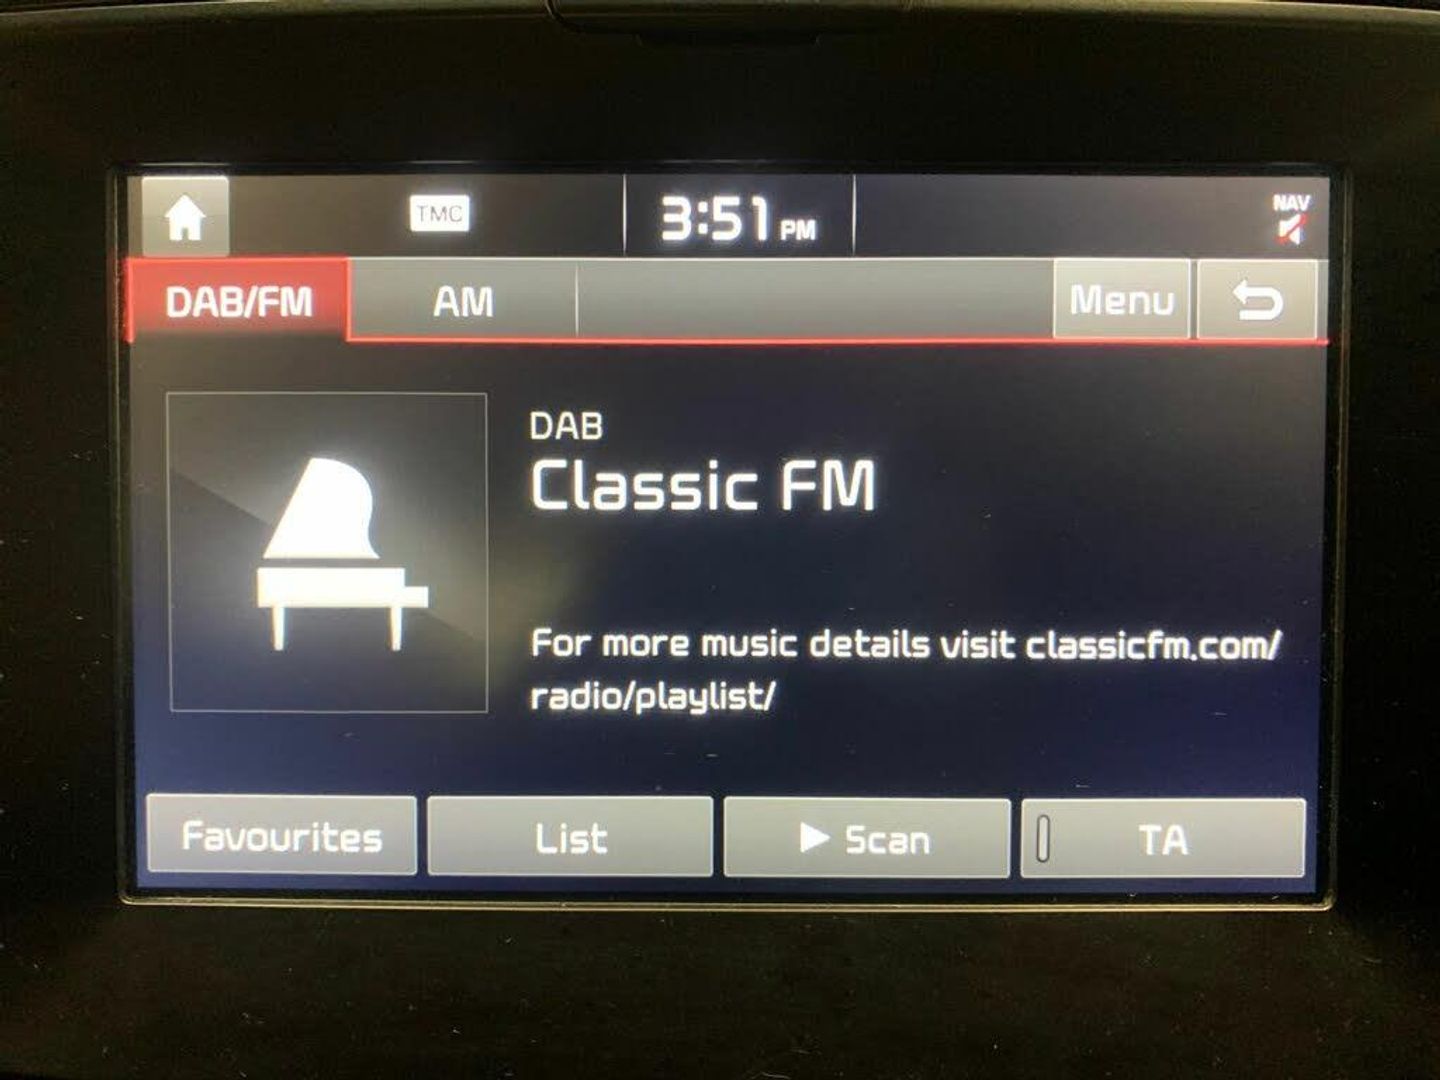 TMC
3:51 PM
NAV
DAB/FM
AM
Menu
DAB
Classic FM
For more music details visit classicfm.com/
radio/playlist/
Favourites
List
Scan
TA